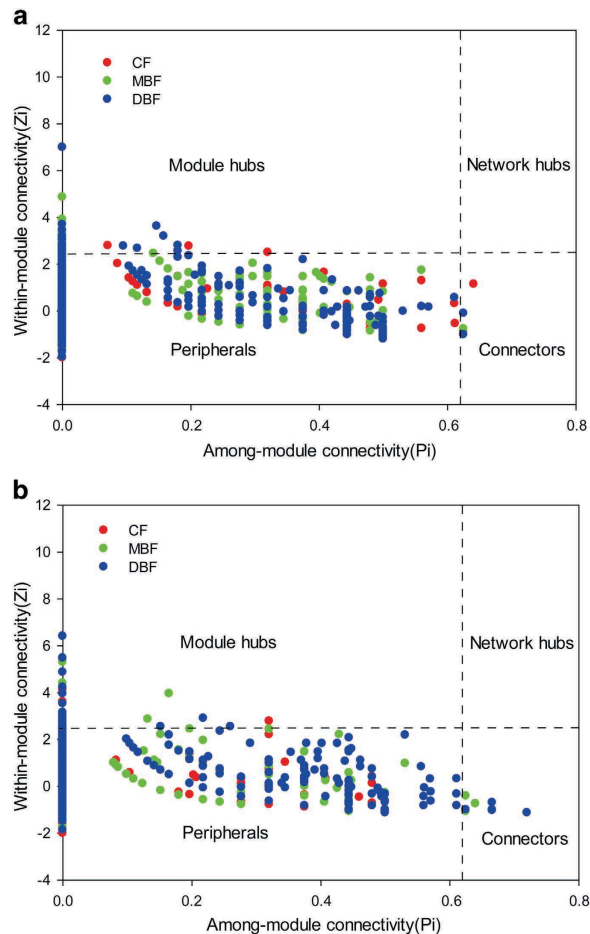 a
12
10
8
6
4
2
0
-2
-4
Within-module connectivity(Zi)
CF
MBF
DBF
Module hubs
Network hubs
Peripherals
Connectors
0.0
0.2
0.4
0.6
0.8
Among-module connectivity(Pi)
b
12
10
8
6
4
2
0
-2
-4
Within-module connectivity(Zi)
CF
MBF
DBF
Module hubs
Network hubs
Peripherals
Connectors
0.0
0.2
0.4
0.6
0.8
Among-module connectivity(Pi)